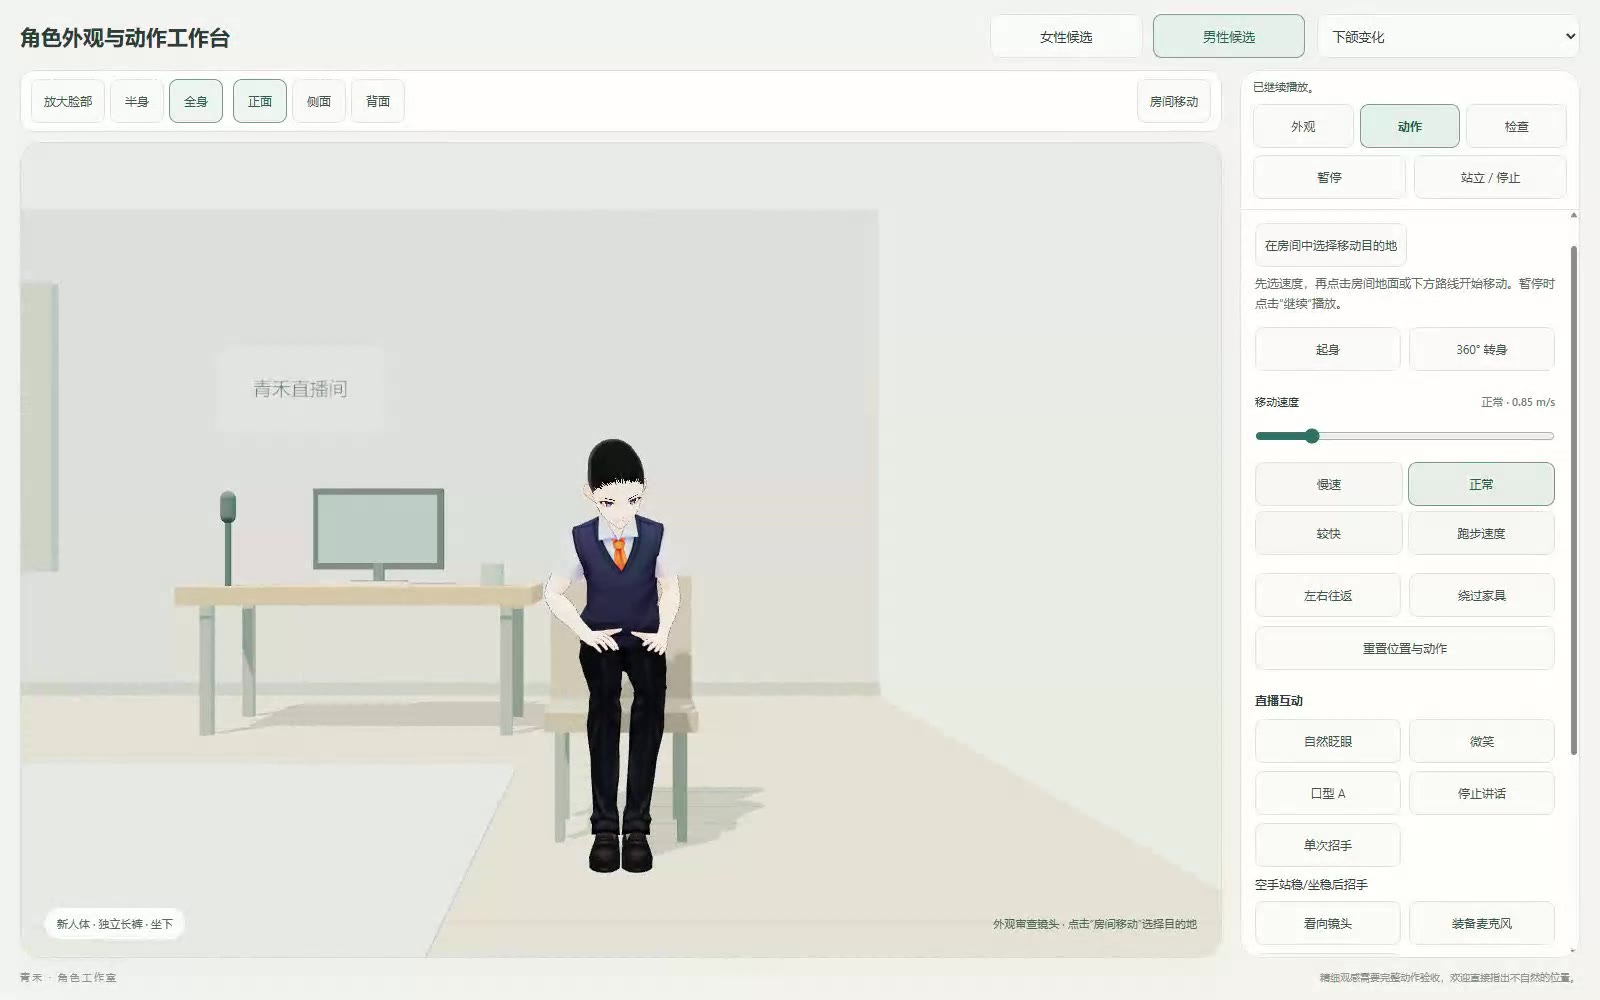 角色外观与动作工作台
女性候选
男性候选
下颌变化
放大脸部
半身
全身
正面
侧面
背面
房间移动
已继续播放。
外观
动作
检查
暂停
站立 / 停止
青禾直播间
新人体 · 独立长裤 · 坐下
外观审查镜头 · 点击“房间移动”选择目的地
在房间中选择移动目的地
先选速度，再点击房间地面或下方路线开始移动。暂停时
点击“继续”播放。
起身
360° 转身
移动速度
正常 · 0.85 m/s
慢速
正常
较快
跑步速度
左右往返
绕过家具
重置位置与动作
直播互动
自然眨眼
微笑
口型 A
停止讲话
单次招手
空手站稳/坐稳后招手
看向镜头
装备麦克风
青禾 · 角色工作室
精细观感需要完整动作验收，欢迎直接指出不自然的位置。